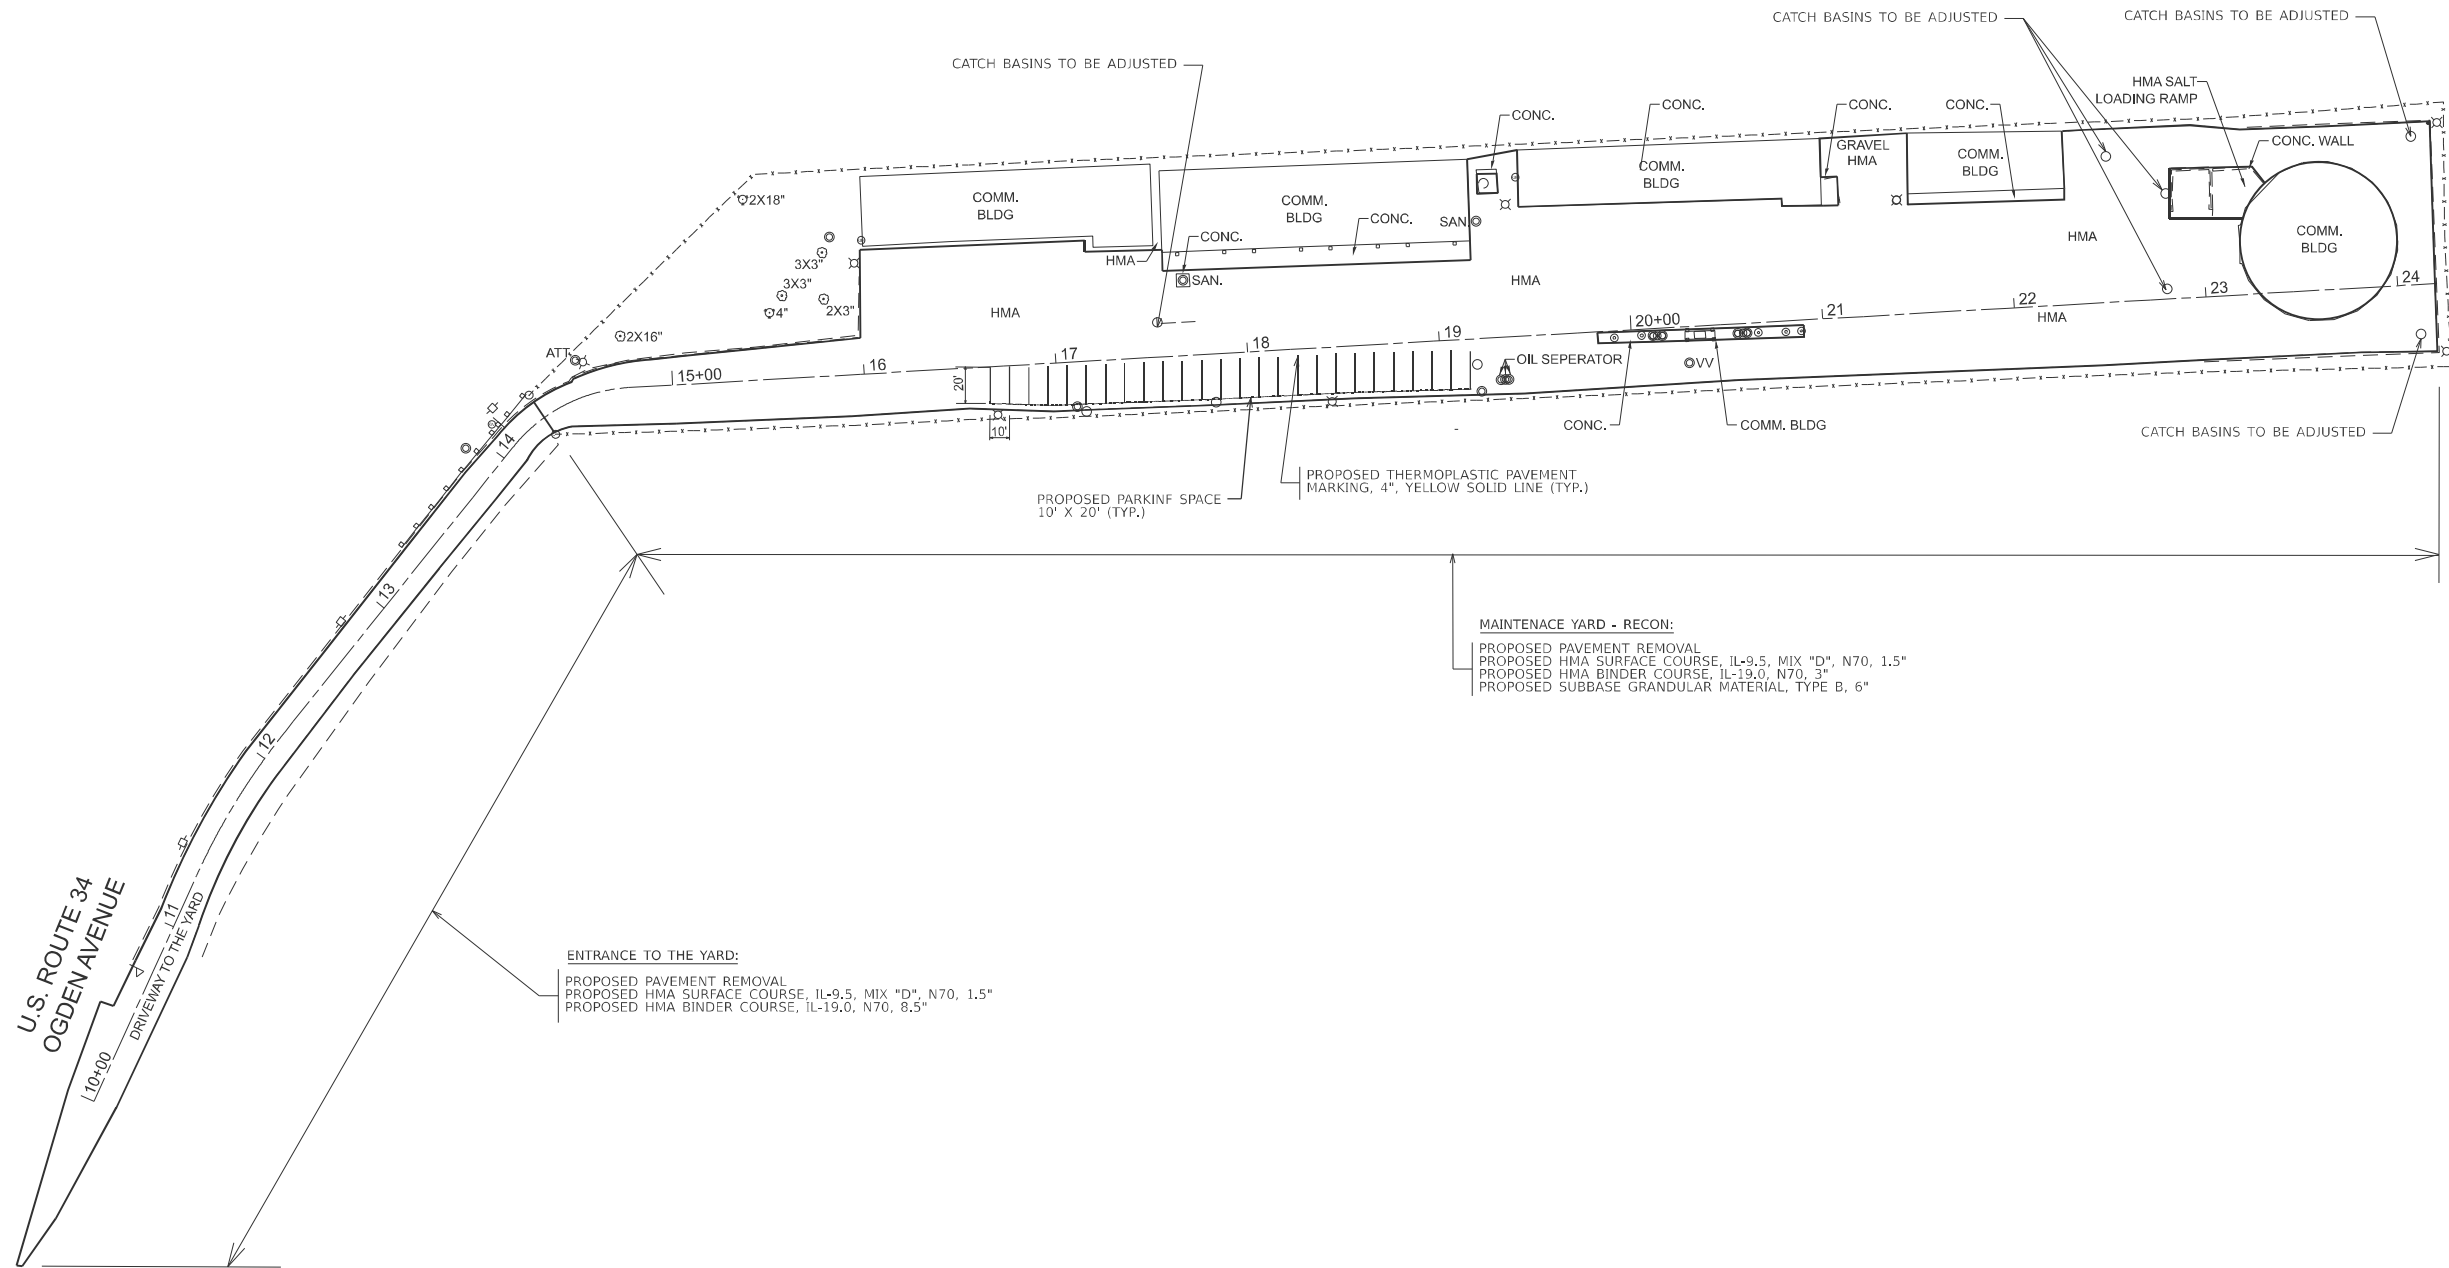 CATCH BASINS TO BE ADJUSTED
CATCH BASINS TO BE ADJUSTED
CATCH BASINS TO BE ADJUSTED
HMA SALT
LOADING RAMP
CONC.
CONC.
CONC.
CONC.
CONC. WALL
GRAVEL
HMA
COMM.
BLDG
COMM.
BLDG
COMM.
BLDG
COMM.
BLDG
COMM.
BLDG
2X18"
3X3"
3X3"
4"
2X3"
2X16"
ATT
HMA
CONC.
SAN.
CONC.
SAN.
HMA
HMA
HMA
HMA
14
15+00
16
17
18
19
20+00
21
22
23
24
20'
10'
OIL SEPERATOR
VV
CONC.
COMM. BLDG
CATCH BASINS TO BE ADJUSTED
PROPOSED THERMOPLASTIC PAVEMENT
MARKING, 4", YELLOW SOLID LINE (TYP.)
PROPOSED PARKINF SPACE
10' X 20' (TYP.)
13
12
11
10+00
DRIVEWAY TO THE YARD
U.S. ROUTE 34
OGDEN AVENUE
MAINTENACE YARD - RECON:
PROPOSED PAVEMENT REMOVAL
PROPOSED HMA SURFACE COURSE, IL-9.5, MIX "D", N70, 1.5"
PROPOSED HMA BINDER COURSE, IL-19.0, N70, 3"
PROPOSED SUBBASE GRANDULAR MATERIAL, TYPE B, 6"
ENTRANCE TO THE YARD:
PROPOSED PAVEMENT REMOVAL
PROPOSED HMA SURFACE COURSE, IL-9.5, MIX "D", N70, 1.5"
PROPOSED HMA BINDER COURSE, IL-19.0, N70, 8.5"